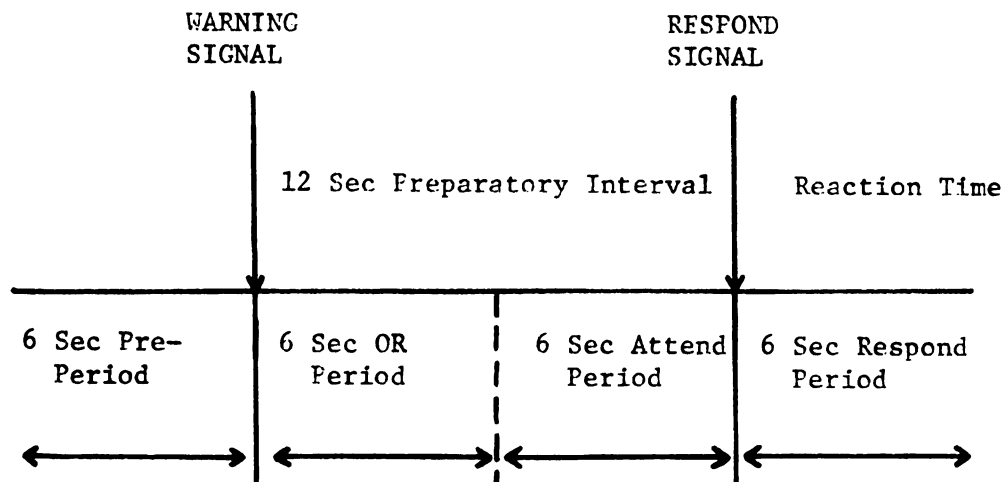 WARNING
SIGNAL
RESPOND
SIGNAL
12 Sec Preparatory Interval
Reaction Time
6 Sec Pre-
Period
6 Sec OR
Period
6 Sec Attend
Period
6 Sec Respond
Period